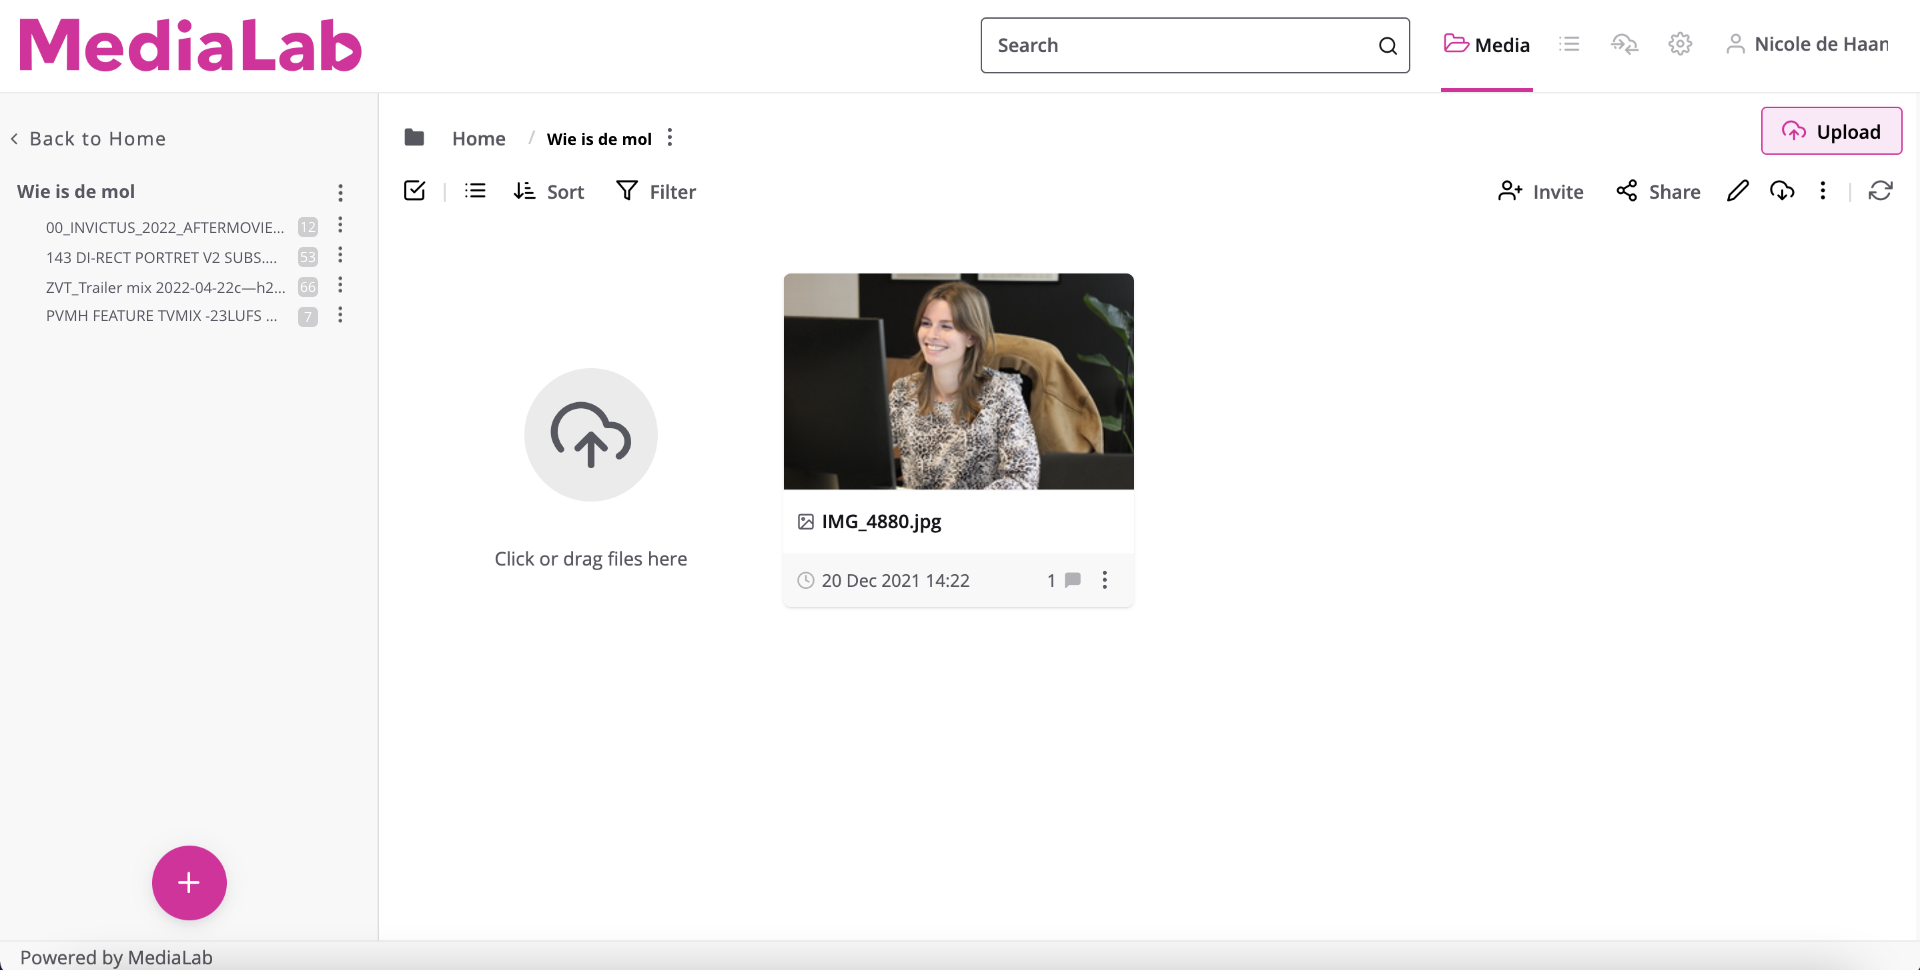 MediaLab
Search
Media
Nicole de Haan
Back to Home
Wie is de mol
00_INVICTUS_2022_AFTERMOVIE... 12
143 DI-RECT PORTRET V2 SUBS.... 53
ZVT_Trailer mix 2022-04-22c—h2... 66
PVMH FEATURE TVMIX -23LUFS ... 7
Home / Wie is de mol
Upload
Sort Filter
Invite Share
Click or drag files here
IMG_4880.jpg
20 Dec 2021 14:22 1
Powered by MediaLab